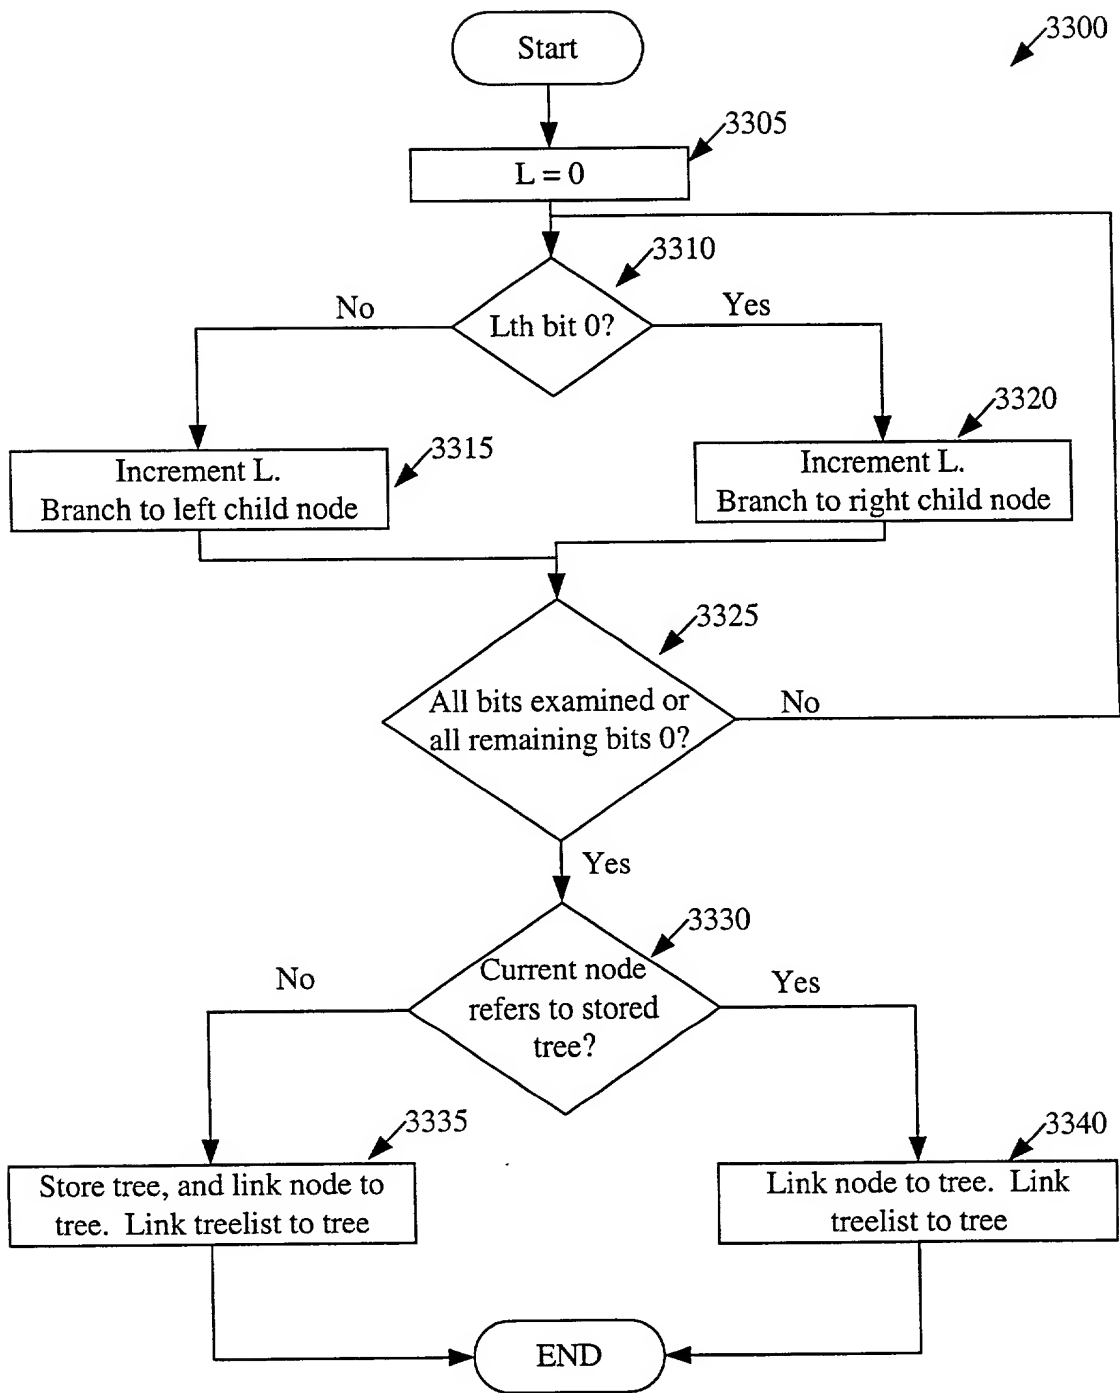 Start
3300
3305
L = 0
3310
No
Lth bit 0?
Yes
3315
3320
Increment L.
Branch to left child node
Increment L.
Branch to right child node
3325
All bits examined or
all remaining bits 0?
No
Yes
3330
No
Current node
refers to stored
tree?
Yes
3335
3340
Store tree, and link node to
tree. Link treelist to tree
Link node to tree. Link
treelist to tree
END